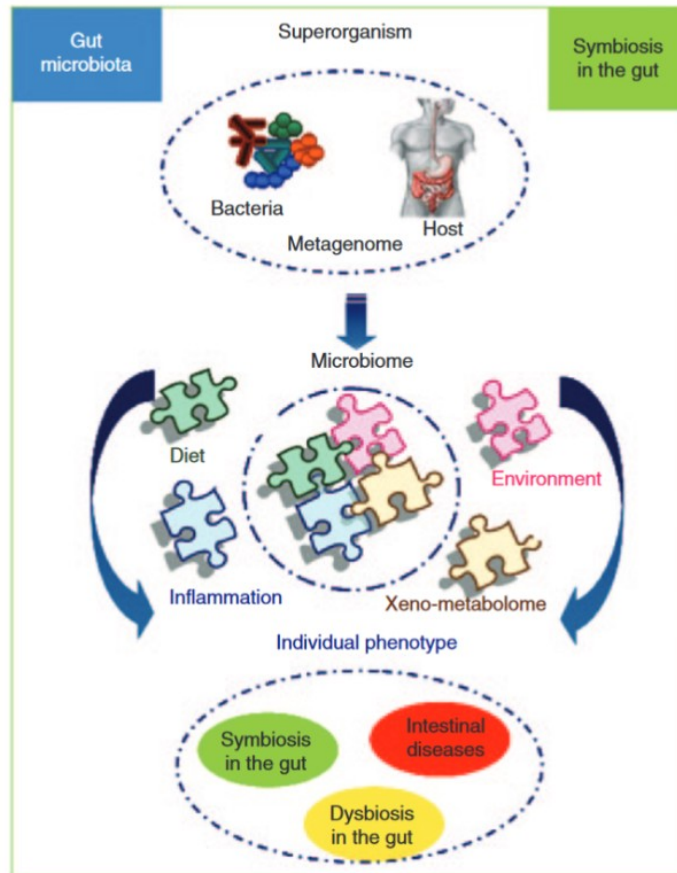 Gut
microbiota
Superorganism
Symbiosis
in the gut
Bacteria
Host
Metagenome
Microbiome
Diet
Environment
Inflammation
Xeno-metabolome
Individual phenotype
Symbiosis
in the gut
Intestinal
diseases
Dysbiosis
in the gut